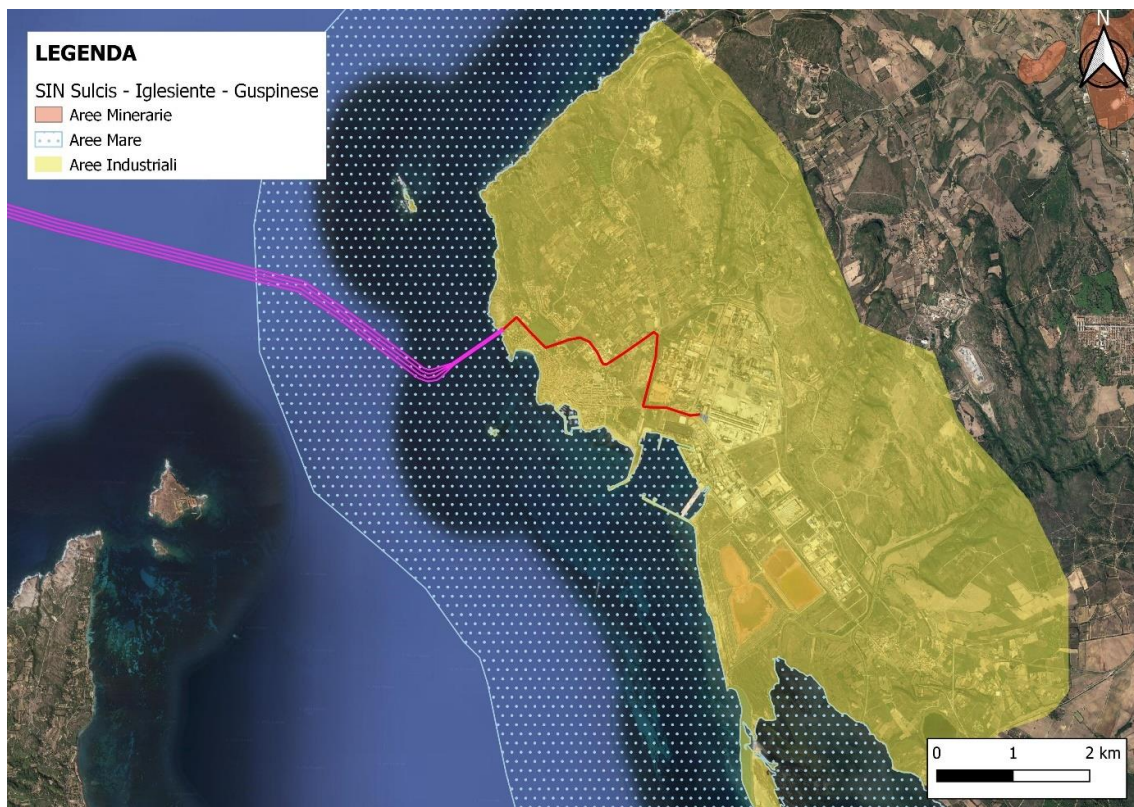 LEGENDA
SIN Sulcis - Iglesiente - Guspinese
Aree Minerarie
Aree Mare
Aree Industriali
N
0 1 2 km